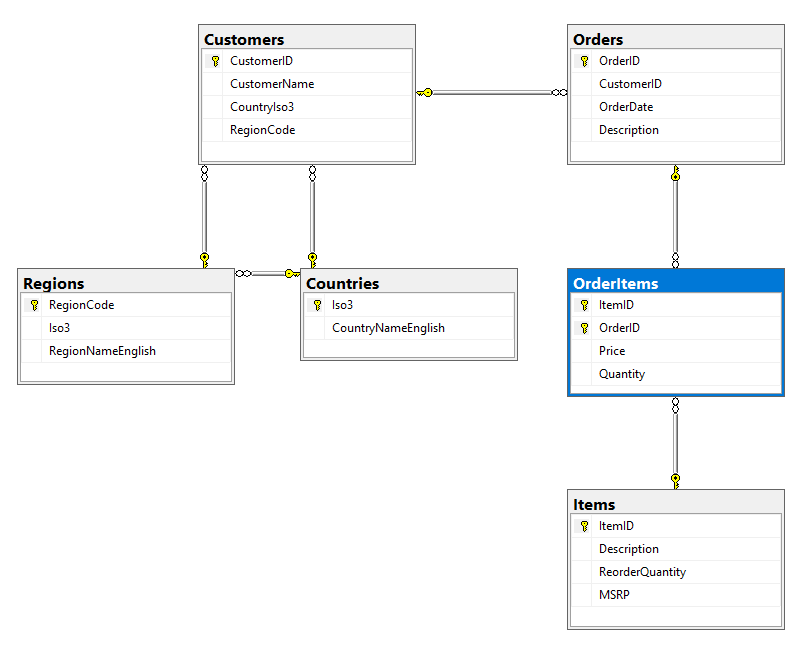 Customers
CustomerID
CustomerName
CountryIso3
RegionCode
Orders
OrderID
CustomerID
OrderDate
Description
Regions
RegionCode
Iso3
RegionNameEnglish
Countries
Iso3
CountryNameEnglish
OrderItems
ItemID
OrderID
Price
Quantity
Items
ItemID
Description
ReorderQuantity
MSRP